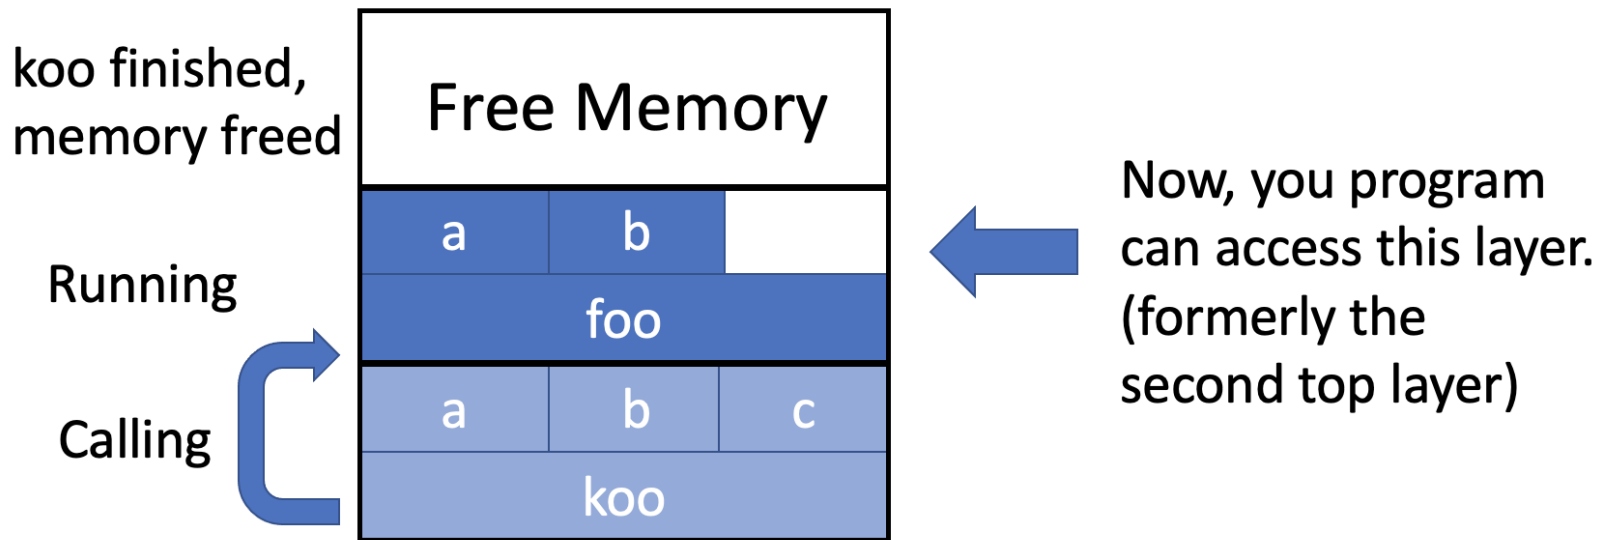 koo finished,
memory freed
Free Memory
a
b
Running
foo
Now, you program
can access this layer.
(formerly the
second top layer)
Calling
a
b
c
koo